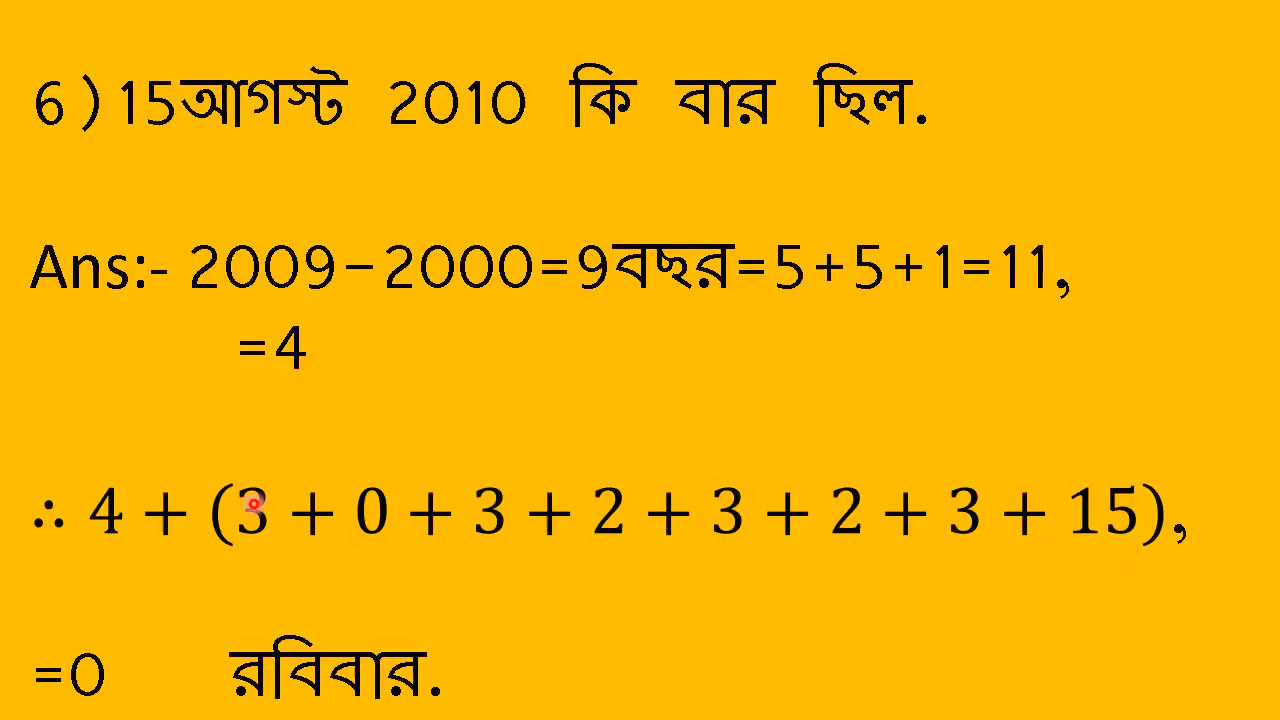 6)15আগস্ট 2010 কি বার ছিল.
Ans:- 2009-2000=9বছর=5+5+1=11,
=4
∴ 4 + (3 + 0 + 3 + 2 + 3 + 2 + 3 + 15),
=0 রবিবার.